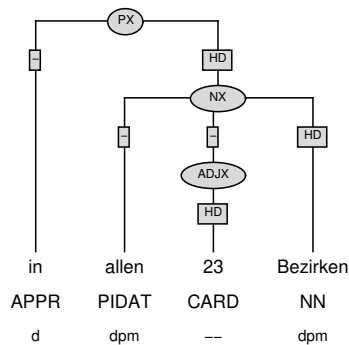 PX
– HD
NX
– – HD
ADJX
HD
in allen 23 Bezirken
APPR PIDAT CARD NN
d dpm –– dpm